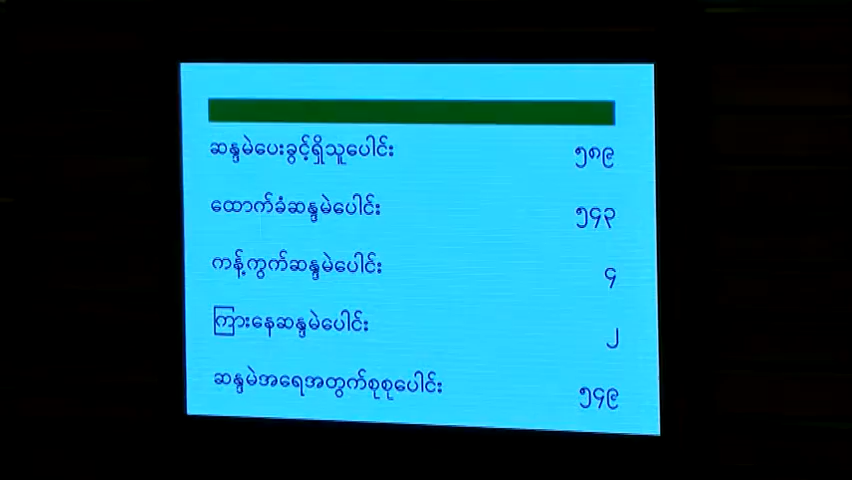 ဆန္ဒမဲပေးခွင့်ရှိသူပေါင်း ၅၈၉
ထောက်ခံဆန္ဒမဲပေါင်း ၅၄၃
ကန့်ကွက်ဆန္ဒမဲပေါင်း ၄
ကြားနေဆန္ဒမဲပေါင်း ၂
ဆန္ဒမဲအရေအတွက်စုစုပေါင်း ၅၄၉